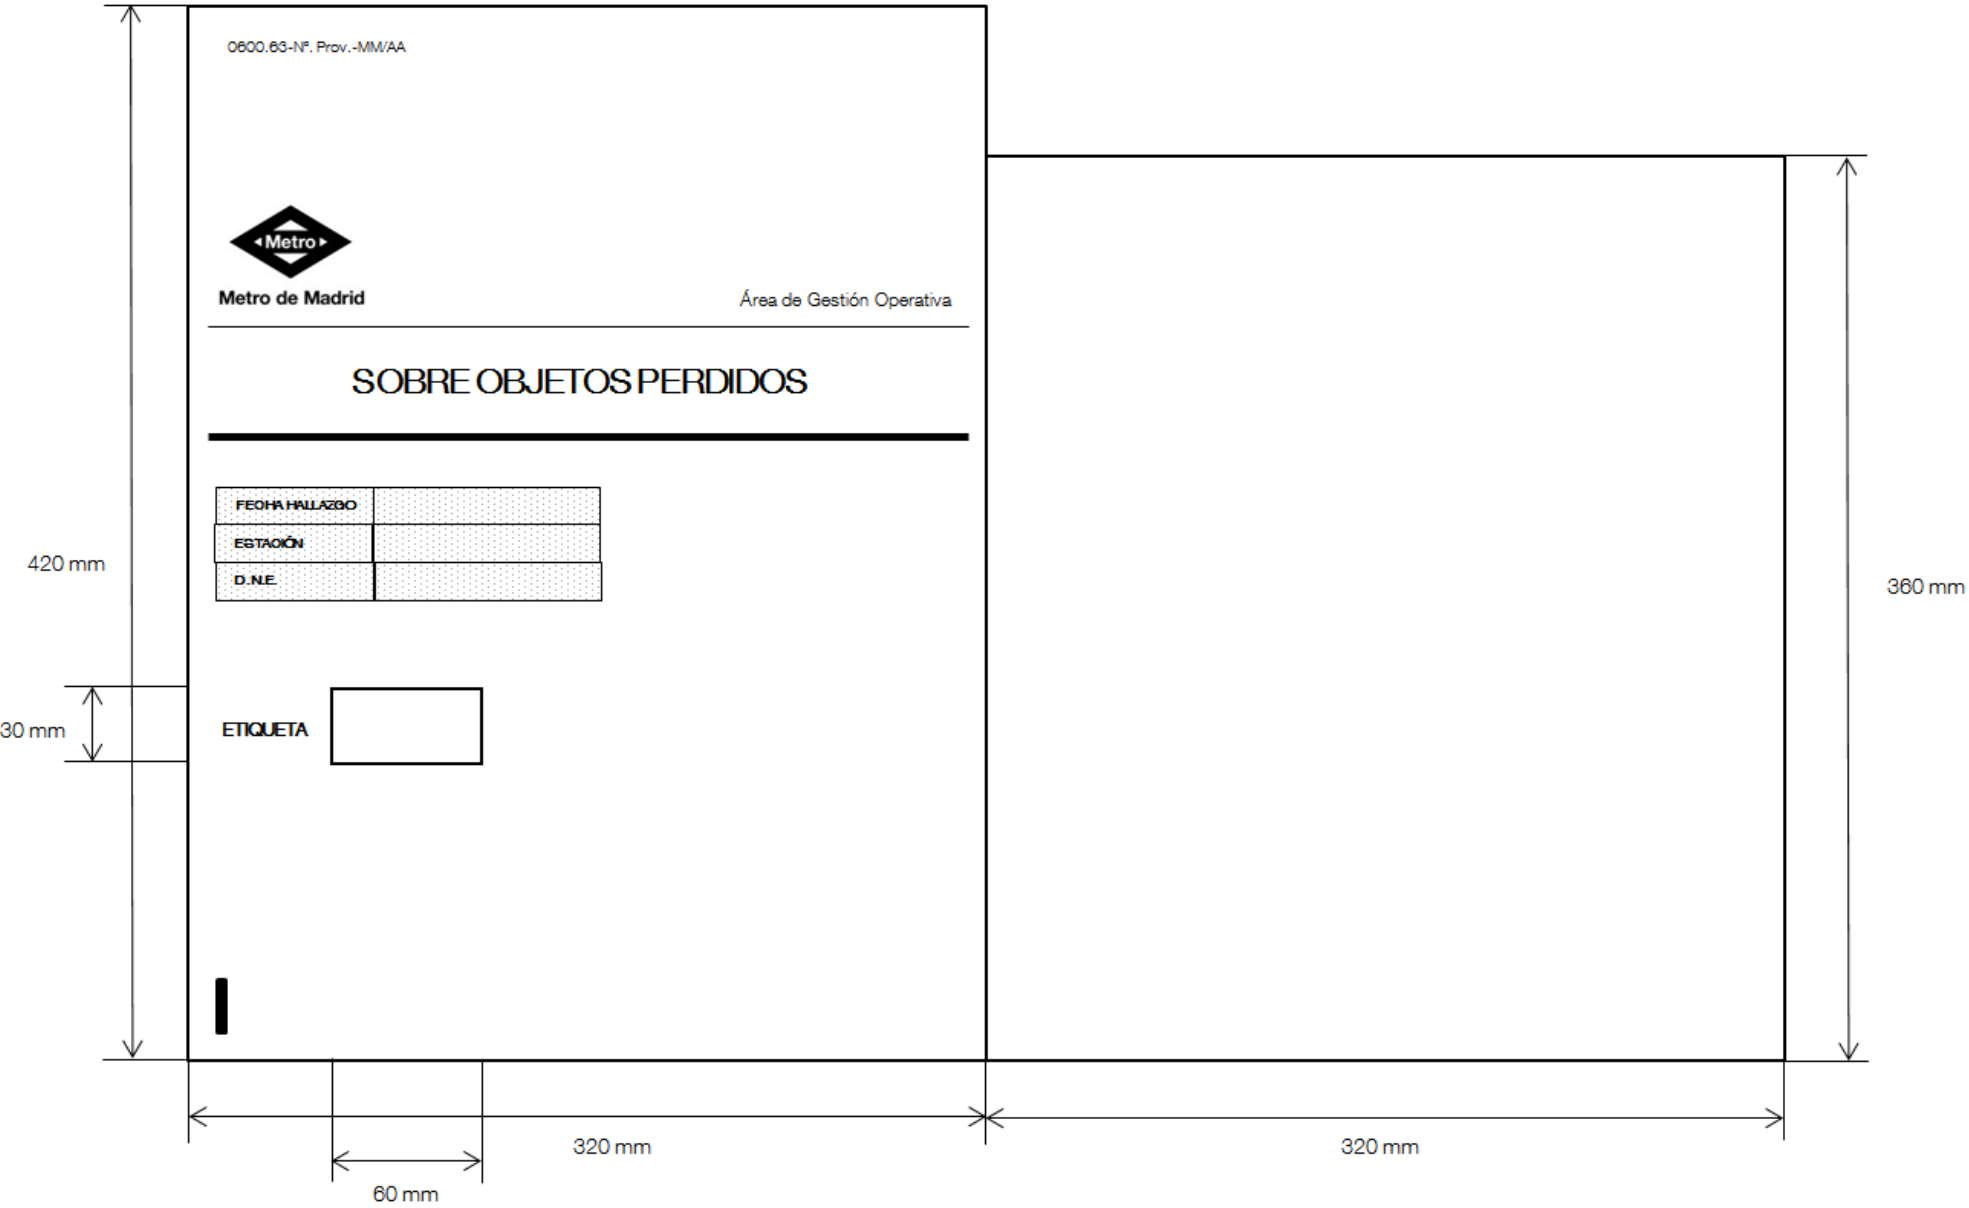 0600.63-Nº. Prov.-MM/AA
Metro
Metro de Madrid
Área de Gestión Operativa
SOBRE OBJETOS PERDIDOS
FECHA HALLAZGO
ESTACIÓN
D.N.E.
420 mm
360 mm
30 mm
ETIQUETA
320 mm
320 mm
60 mm